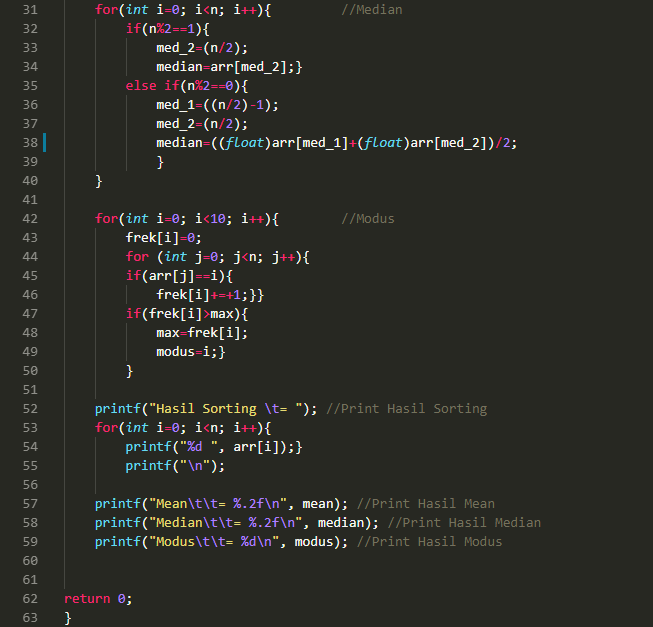 31 for(int i=0; i<n; i++){ //Median
32 if(n%2==1){
33 med_2=(n/2);
34 median=arr[med_2];}
35 else if(n%2==0){
36 med_1=((n/2)-1);
37 med_2=(n/2);
38 median=((float)arr[med_1]+(float)arr[med_2])/2;
39 }
40 }
41
42 for(int i=0; i<10; i++){ //Modus
43 frek[i]=0;
44 for (int j=0; j<n; j++){
45 if(arr[j]==i){
46 frek[i]+=+1;}}
47 if(frek[i]>max){
48 max=frek[i];
49 modus=i;}
50 }
51
52 printf("Hasil Sorting \t= "); //Print Hasil Sorting
53 for(int i=0; i<n; i++){
54 printf("%d ", arr[i]);}
55 printf("\n");
56
57 printf("Mean\t\t= %.2f\n", mean); //Print Hasil Mean
58 printf("Median\t\t= %.2f\n", median); //Print Hasil Median
59 printf("Modus\t\t= %d\n", modus); //Print Hasil Modus
60
61
62 return 0;
63 }